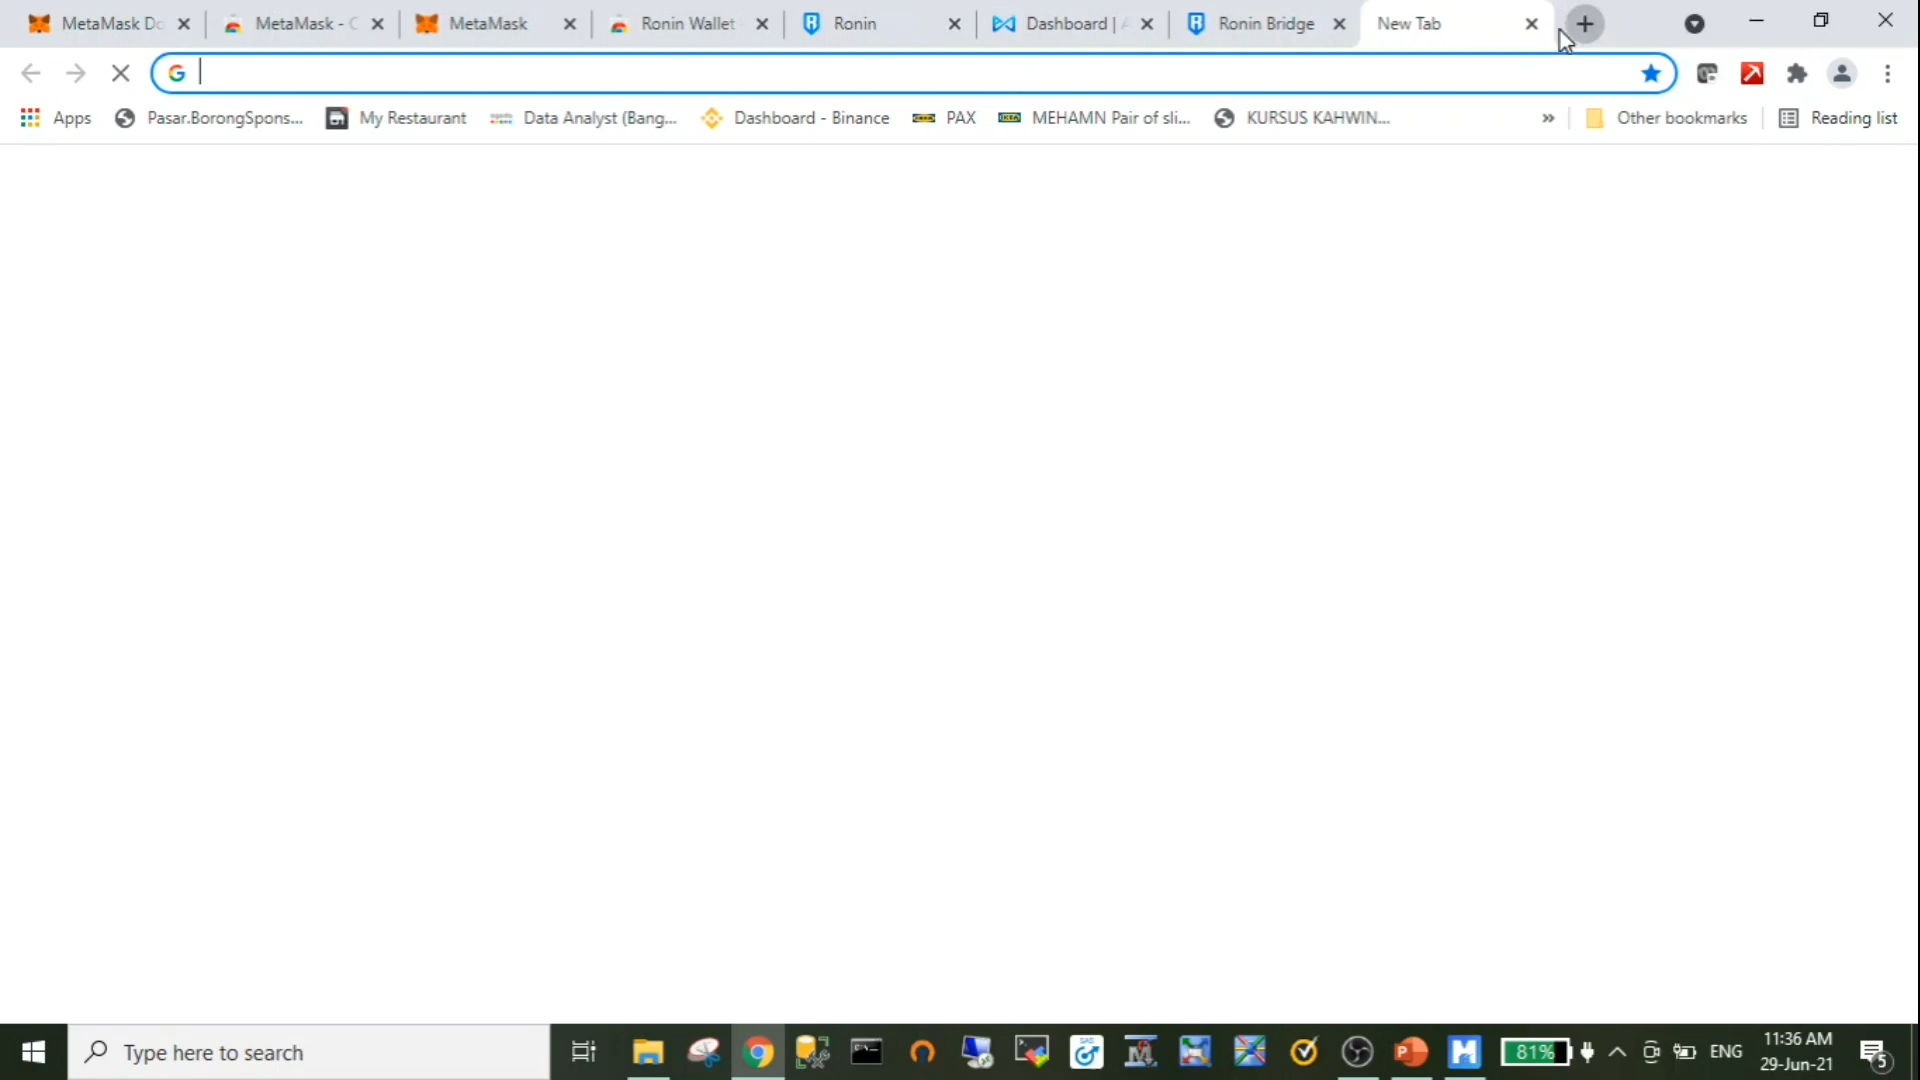 MetaMask Do
MetaMask - C
MetaMask
Ronin Wallet
Ronin
Dashboard | A
Ronin Bridge
New Tab
Apps
Pasar.BorongSpons...
My Restaurant
Data Analyst (Bang...
Dashboard - Binance
PAX
MEHAMN Pair of sli...
KURSUS KAHWIN...
»
Other bookmarks
Reading list
Type here to search
81%
ENG
11:36 AM
29-Jun-21
5